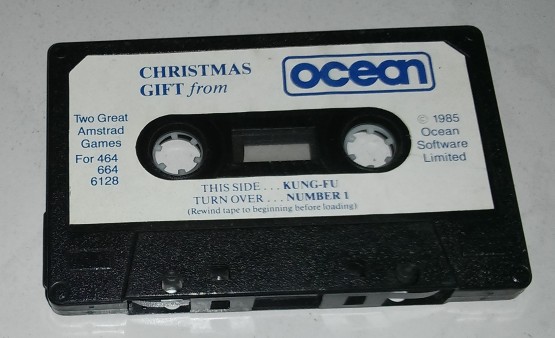 CHRISTMAS
GIFT from
ocean
Two Great
Amstrad
Games
For 464
664
6128
© 1985
Ocean
Software
Limited
THIS SIDE . . . KUNG-FU
TURN OVER . . . NUMBER 1
(Rewind tape to beginning before loading)